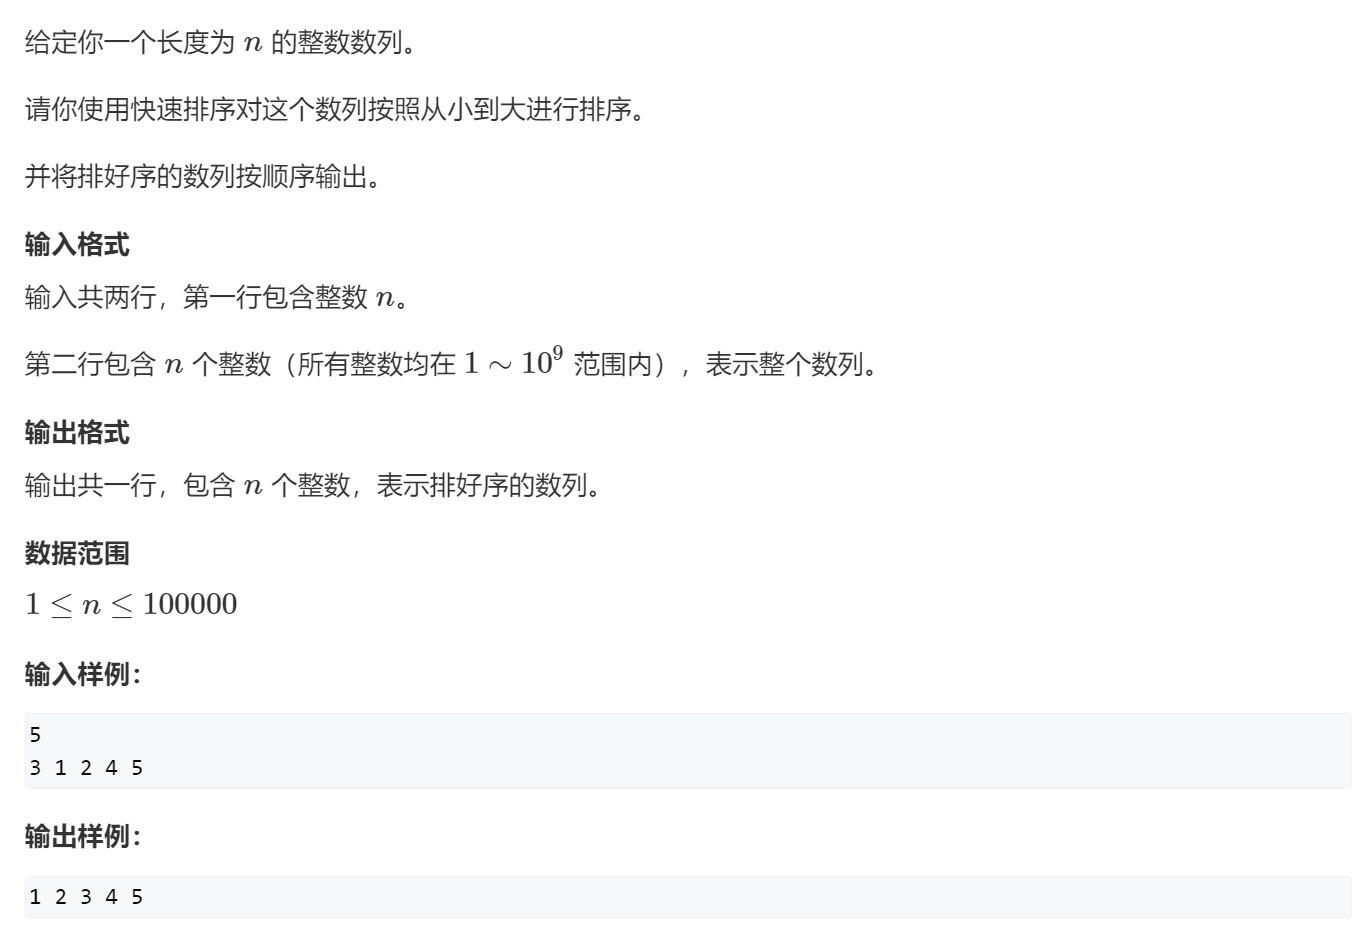 给定你一个长度为 n 的整数数列。
请你使用快速排序对这个数列按照从小到大进行排序。
并将排好序的数列按顺序输出。
输入格式
输入共两行，第一行包含整数 n。
第二行包含 n 个整数（所有整数均在 1 ∼ 10⁹ 范围内），表示整个数列。
输出格式
输出共一行，包含 n 个整数，表示排好序的数列。
数据范围
1 ≤ n ≤ 100000
输入样例：
5
3 1 2 4 5
输出样例：
1 2 3 4 5